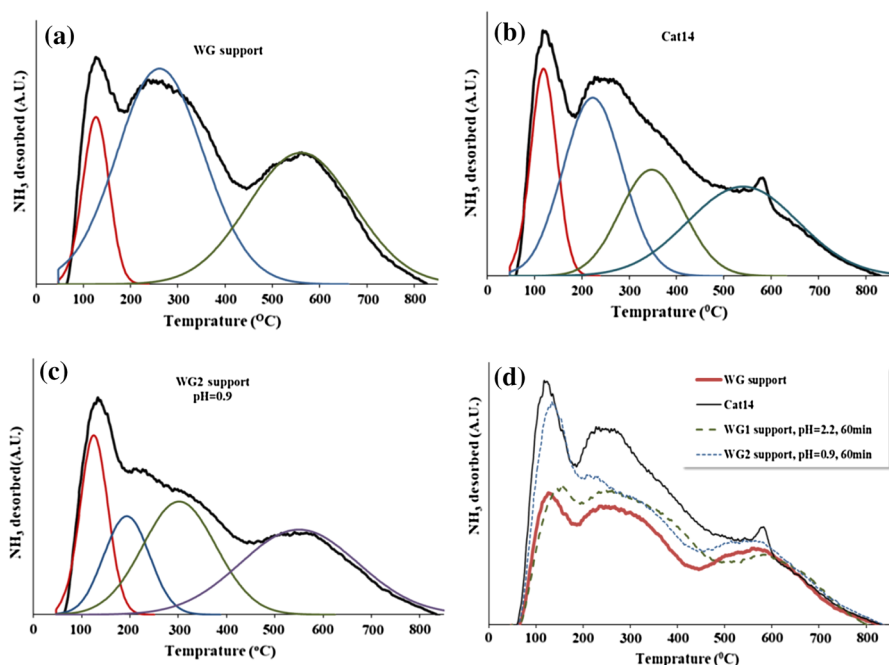 (a)
WG support
NH₃ desorbed (A.U.)
0 100 200 300 400 500 600 700 800
Temprature (ᴼC)
(b)
Cat14
NH₃ desorbed (A.U.)
0 100 200 300 400 500 600 700 800
Temprature (⁰C)
(c)
WG2 support
pH=0.9
NH₃ desorbed(A.U.)
0 100 200 300 400 500 600 700 800
Temprature (°C)
(d)
WG support
Cat14
WG1 support, pH=2.2, 60min
WG2 support, pH=0.9, 60min
NH₃ desorbed (A.U.)
0 100 200 300 400 500 600 700 800
Temprature (⁰C)